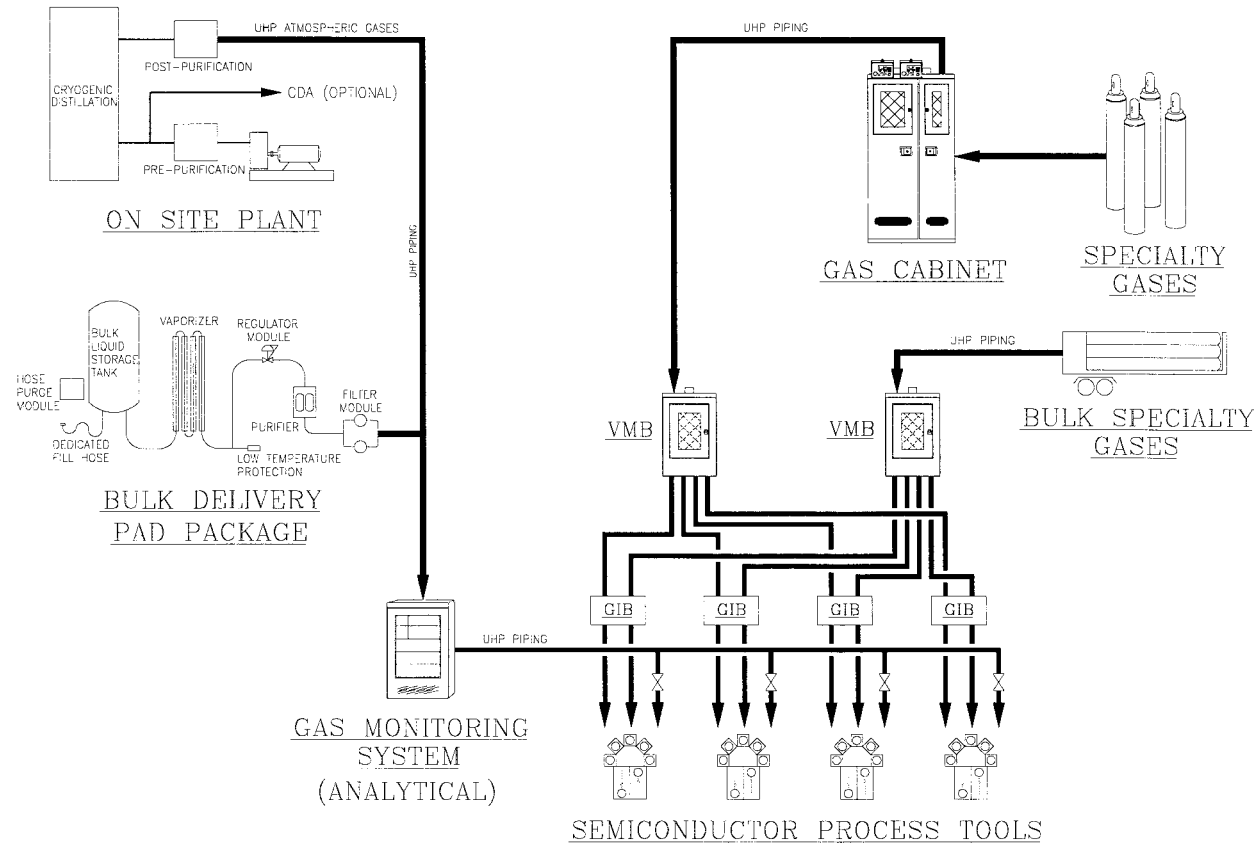 UHP ATMOSPHERIC GASES
POST-PURIFICATION
CRYOGENIC
DISTILLATION
CDA (OPTIONAL)
PRE-PURIFICATION
ON SITE PLANT
UHP PIPING
UHP PIPING
GAS CABINET
SPECIALTY
GASES
BULK
LIQUID
STORAGE
TANK
VAPORIZER
REGULATOR
MODULE
HOSE
PURGE
MODULE
DEDICATED
FILL HOSE
PURIFIER
FILTER
MODULE
LOW TEMPERATURE
PROTECTION
BULK DELIVERY
PAD PACKAGE
UHP PIPING
BULK SPECIALTY
GASES
VMB
VMB
GIB
GIB
GIB
GIB
UHP PIPING
GAS MONITORING
SYSTEM
(ANALYTICAL)
SEMICONDUCTOR PROCESS TOOLS